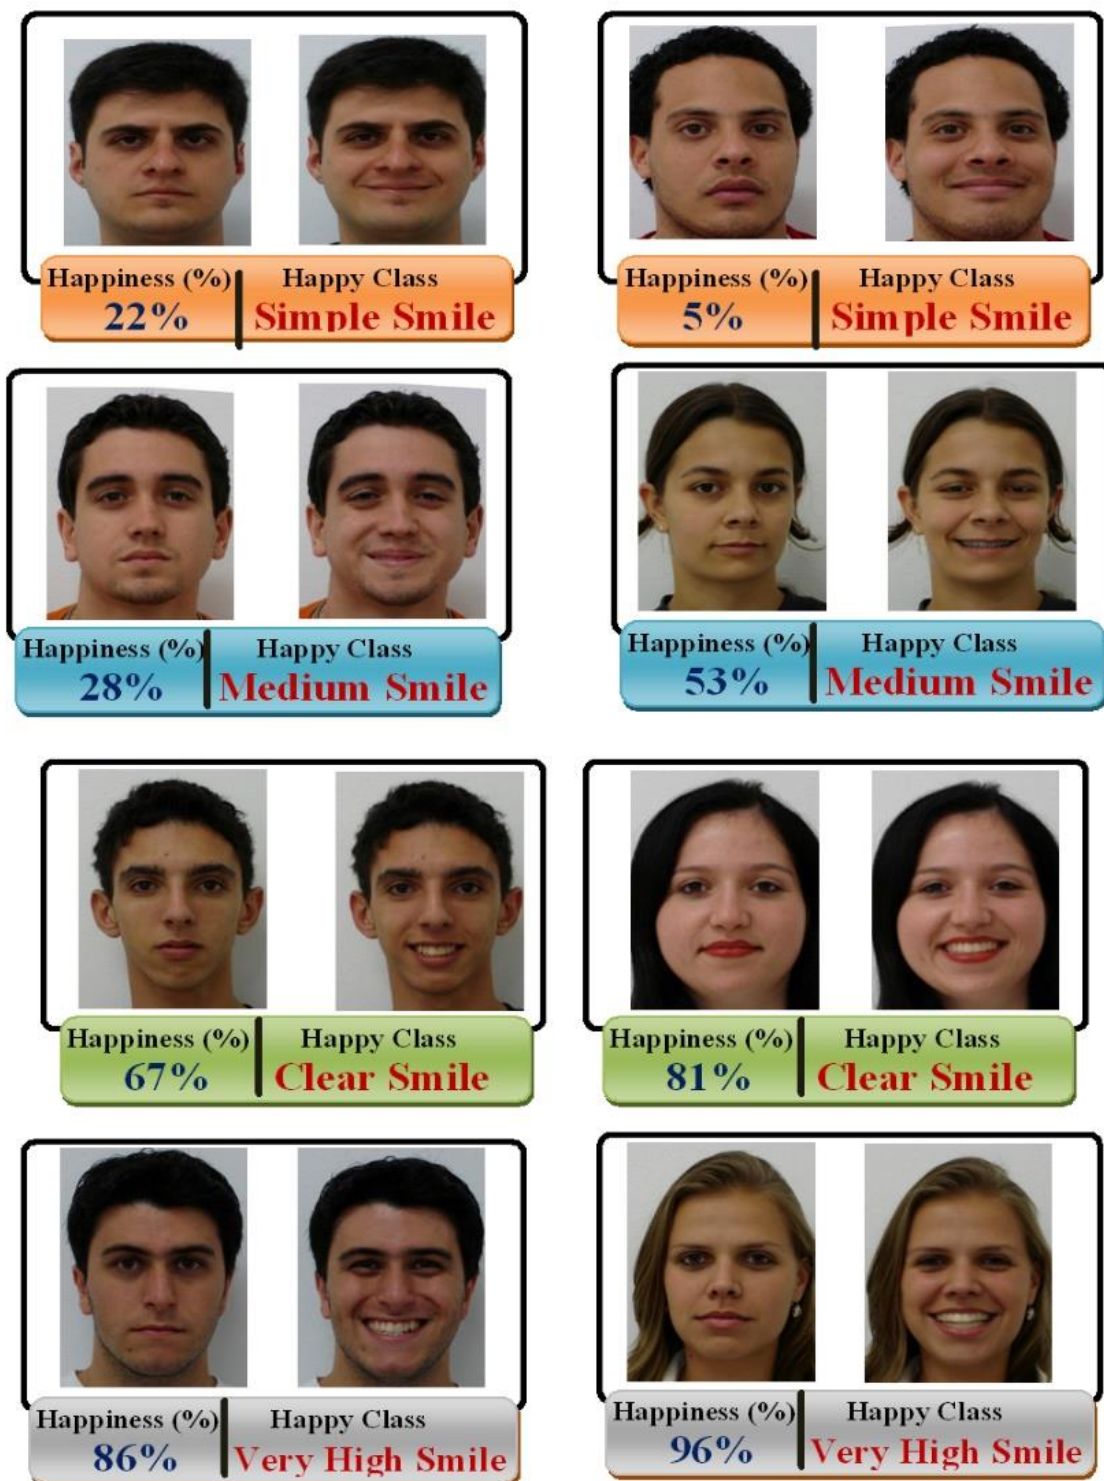 Happiness (%) Happy Class
22% Simple Smile
Happiness (%) Happy Class
5% Simple Smile
Happiness (%) Happy Class
28% Medium Smile
Happiness (%) Happy Class
53% Medium Smile
Happiness (%) Happy Class
67% Clear Smile
Happiness (%) Happy Class
81% Clear Smile
Happiness (%) Happy Class
86% Very High Smile
Happiness (%) Happy Class
96% Very High Smile